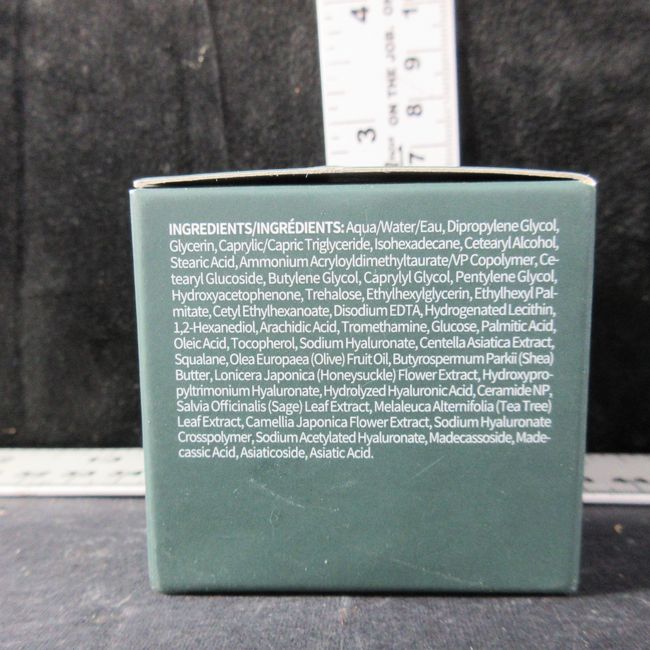 4
1
ON THE JOB. ON
9
8
3
7
INGREDIENTS/INGRÉDIENTS: Aqua/Water/Eau, Dipropylene Glycol,
Glycerin, Caprylic/Capric Triglyceride, Isohexadecane, Cetearyl Alcohol,
Stearic Acid, Ammonium Acryloyldimethyltaurate/VP Copolymer, Ce-
tearyl Glucoside, Butylene Glycol, Caprylyl Glycol, Pentylene Glycol,
Hydroxyacetophenone, Trehalose, Ethylhexylglycerin, Ethylhexyl Pal-
mitate, Cetyl Ethylhexanoate, Disodium EDTA, Hydrogenated Lecithin,
1,2-Hexanediol, Arachidic Acid, Tromethamine, Glucose, Palmitic Acid,
Oleic Acid, Tocopherol, Sodium Hyaluronate, Centella Asiatica Extract,
Squalane, Olea Europaea (Olive) Fruit Oil, Butyrospermum Parkii (Shea)
Butter, Lonicera Japonica (Honeysuckle) Flower Extract, Hydroxypro-
pyltrimonium Hyaluronate, Hydrolyzed Hyaluronic Acid, Ceramide NP,
Salvia Officinalis (Sage) Leaf Extract, Melaleuca Alternifolia (Tea Tree)
Leaf Extract, Camellia Japonica Flower Extract, Sodium Hyaluronate
Crosspolymer, Sodium Acetylated Hyaluronate, Madecassoside, Made-
cassic Acid, Asiaticoside, Asiatic Acid.